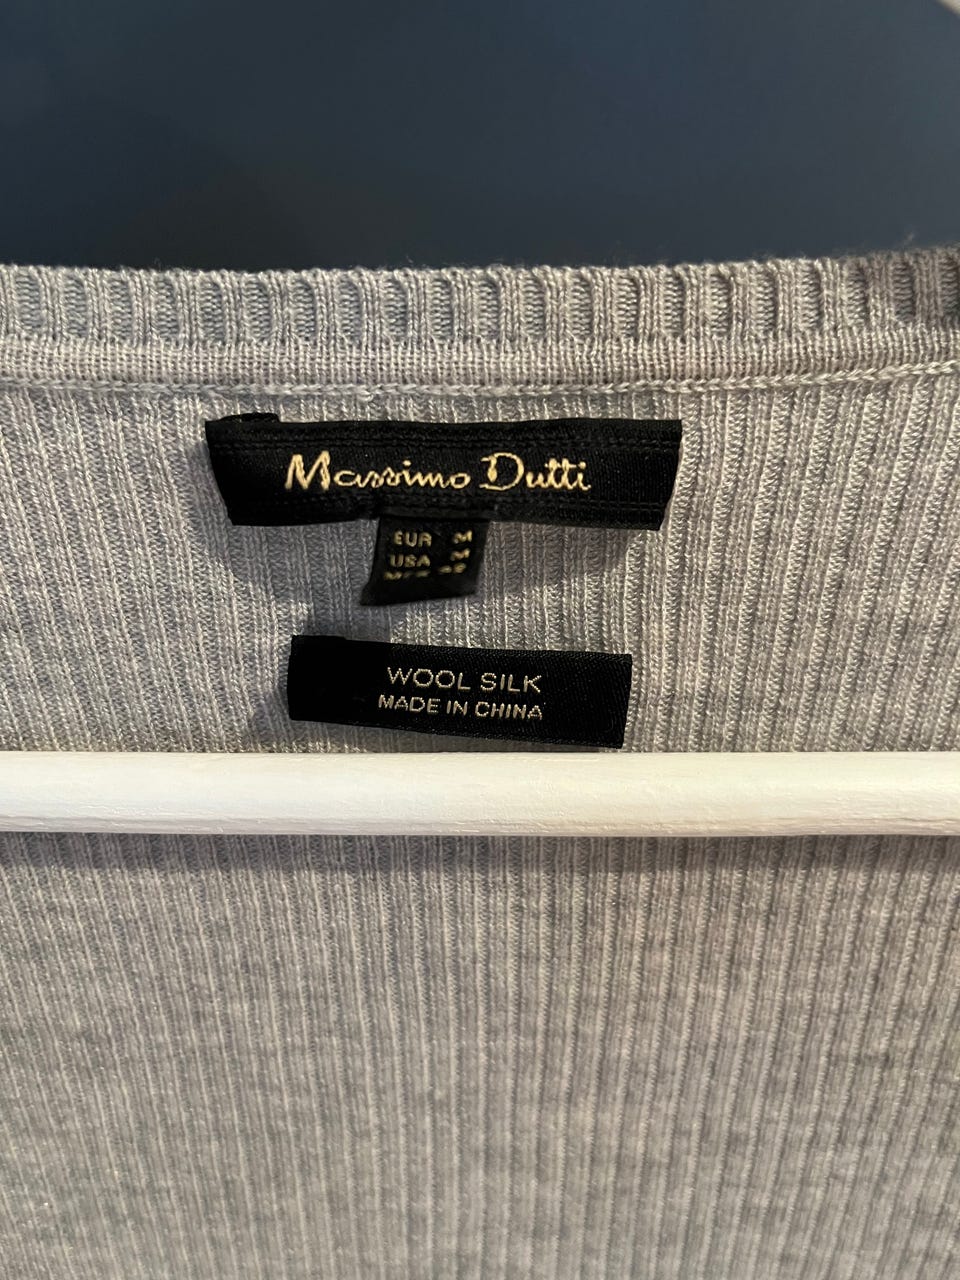 Massimo Dutti
EUR M
USA M
WOOL SILK
MADE IN CHINA